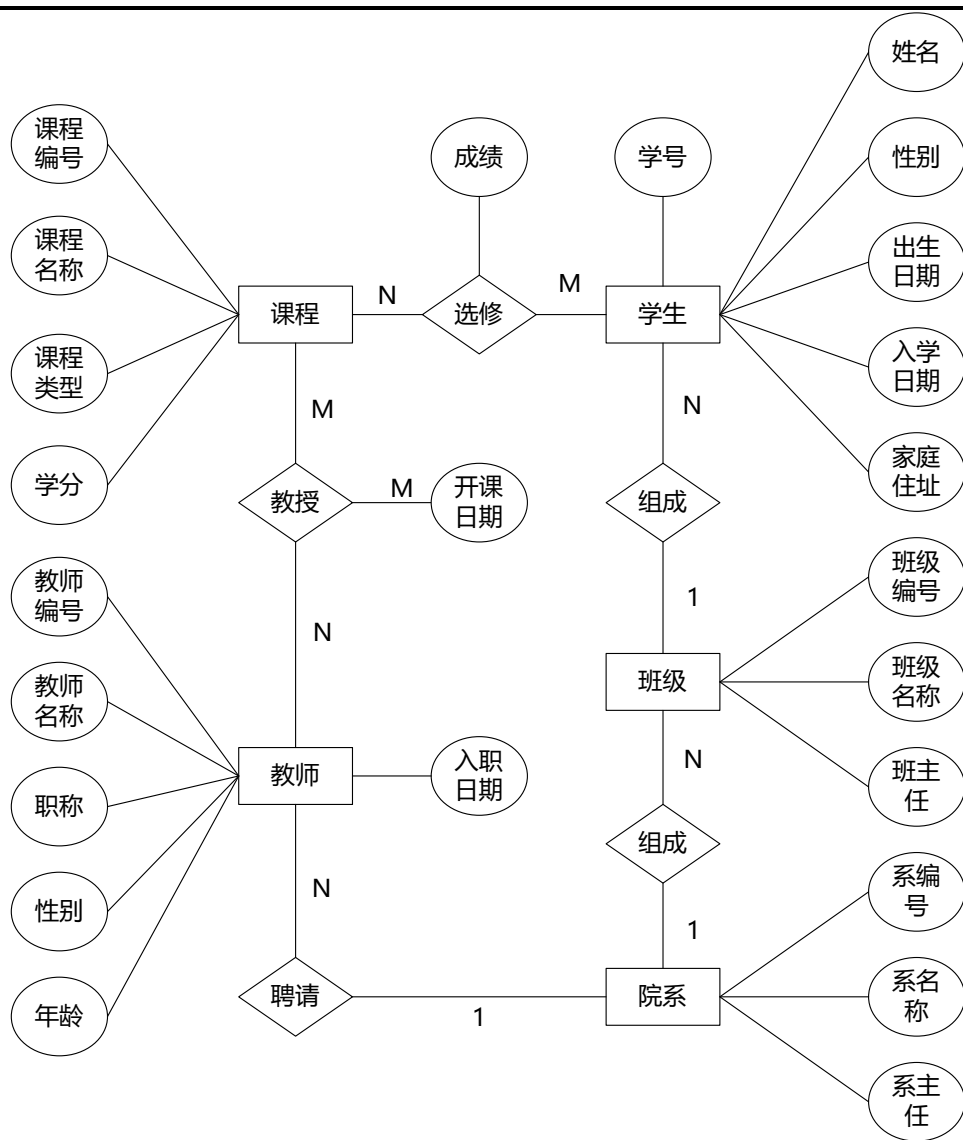 姓名
课程
编号
成绩
学号
性别
课程
名称
出生
日期
课程
N
选修
M
学生
课程
类型
入学
日期
M
N
学分
教授
M
开课
日期
组成
家庭
住址
教师
编号
1
班级
编号
N
教师
名称
班级
班级
名称
职称
教师
入职
日期
N
班主
任
组成
性别
N
1
系编
号
年龄
聘请
1
院系
系名
称
系主
任